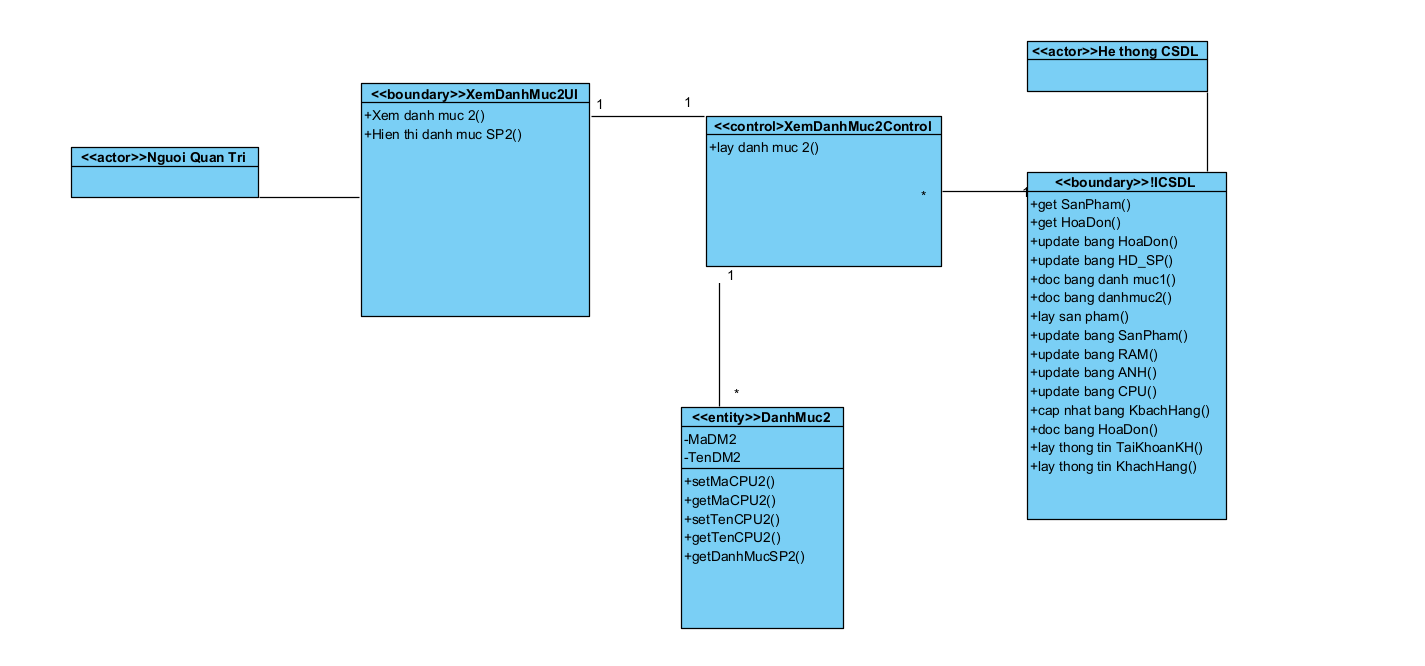 <<actor>>Nguoi Quan Tri
<<boundary>>XemDanhMuc2UI
+Xem danh muc 2()
+Hien thi danh muc SP2()
1
1
<<control>XemDanhMuc2Control
+lay danh muc 2()
*
1
1
*
<<entity>>DanhMuc2
-MaDM2
-TenDM2
+setMaCPU2()
+getMaCPU2()
+setTenCPU2()
+getTenCPU2()
+getDanhMucSP2()
<<actor>>He thong CSDL
<<boundary>>!ICSDL
+get SanPham()
+get HoaDon()
+update bang HoaDon()
+update bang HD_SP()
+doc bang danh muc1()
+doc bang danhmuc2()
+lay san pham()
+update bang SanPham()
+update bang RAM()
+update bang ANH()
+update bang CPU()
+cap nhat bang KbachHang()
+doc bang HoaDon()
+lay thong tin TaiKhoanKH()
+lay thong tin KhachHang()